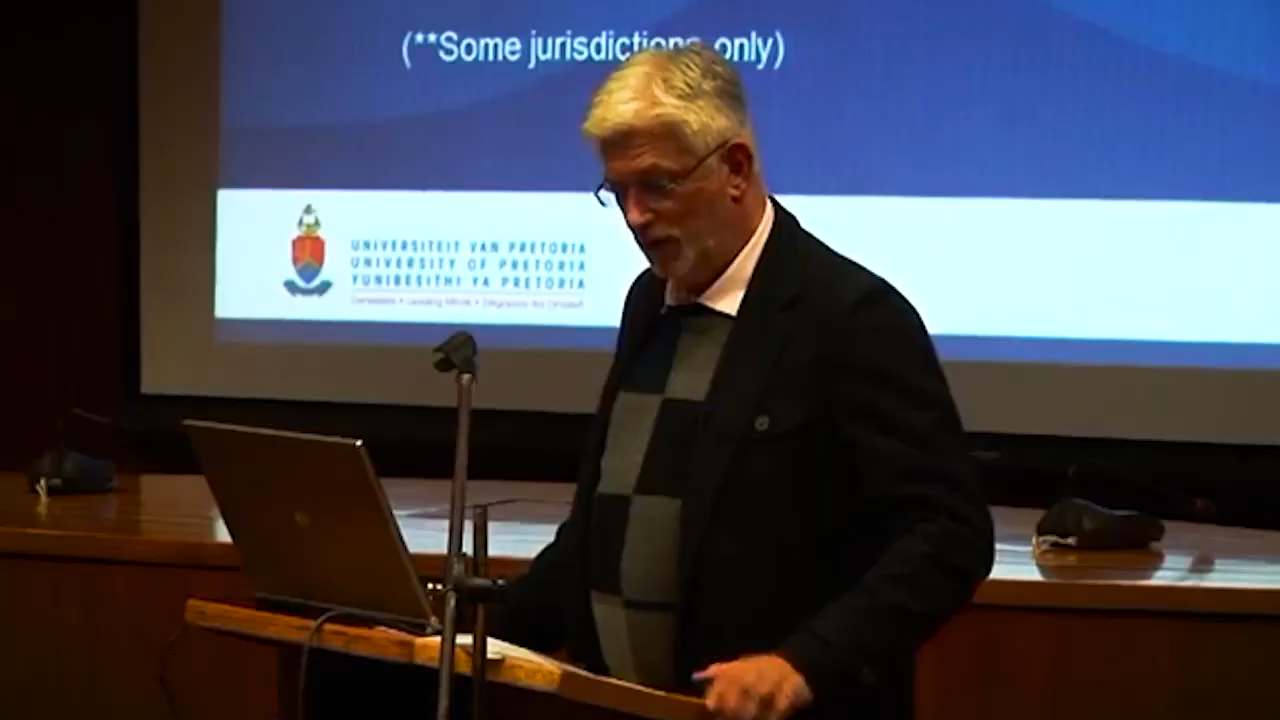 (**Some jurisdictions only)
UNIVERSITEIT VAN PRETORIA
UNIVERSITY OF PRETORIA
YUNIBESITHI YA PRETORIA